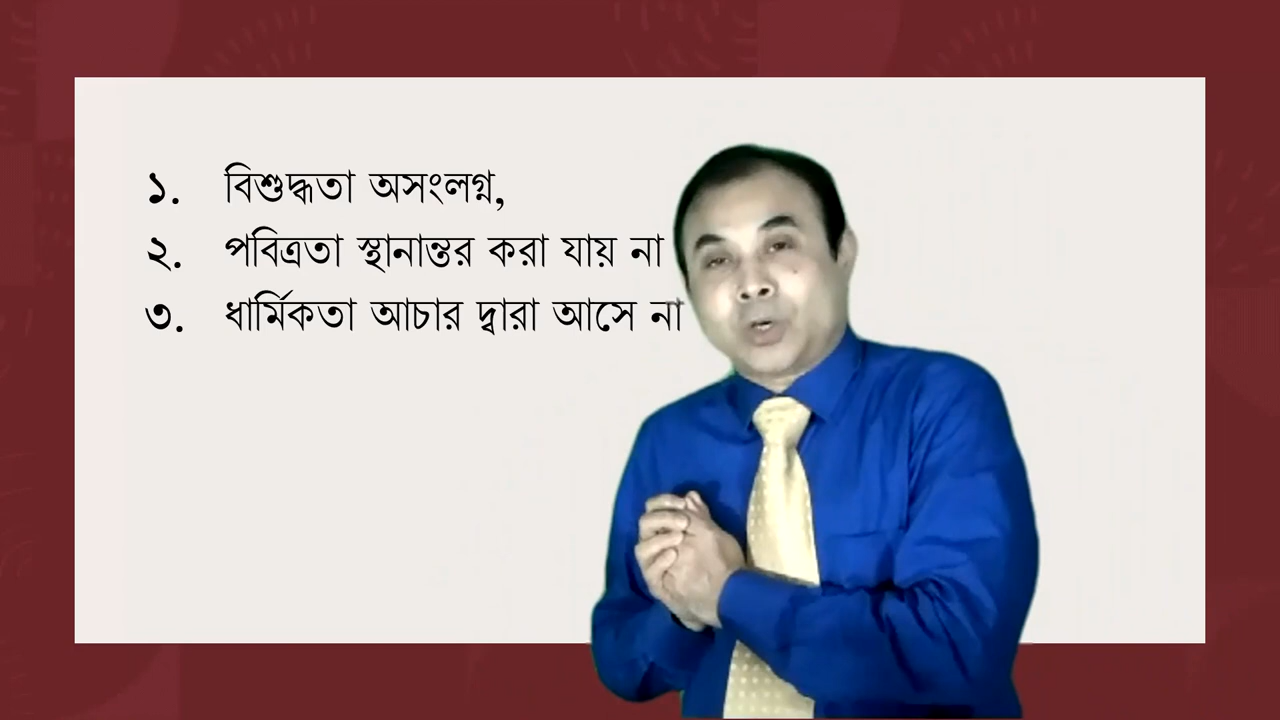 ১. বিশুদ্ধতা অসংলগ্ন,
২. পবিত্রতা স্থানান্তর করা যায় না
৩. ধার্মিকতা আচার দ্বারা আসে না